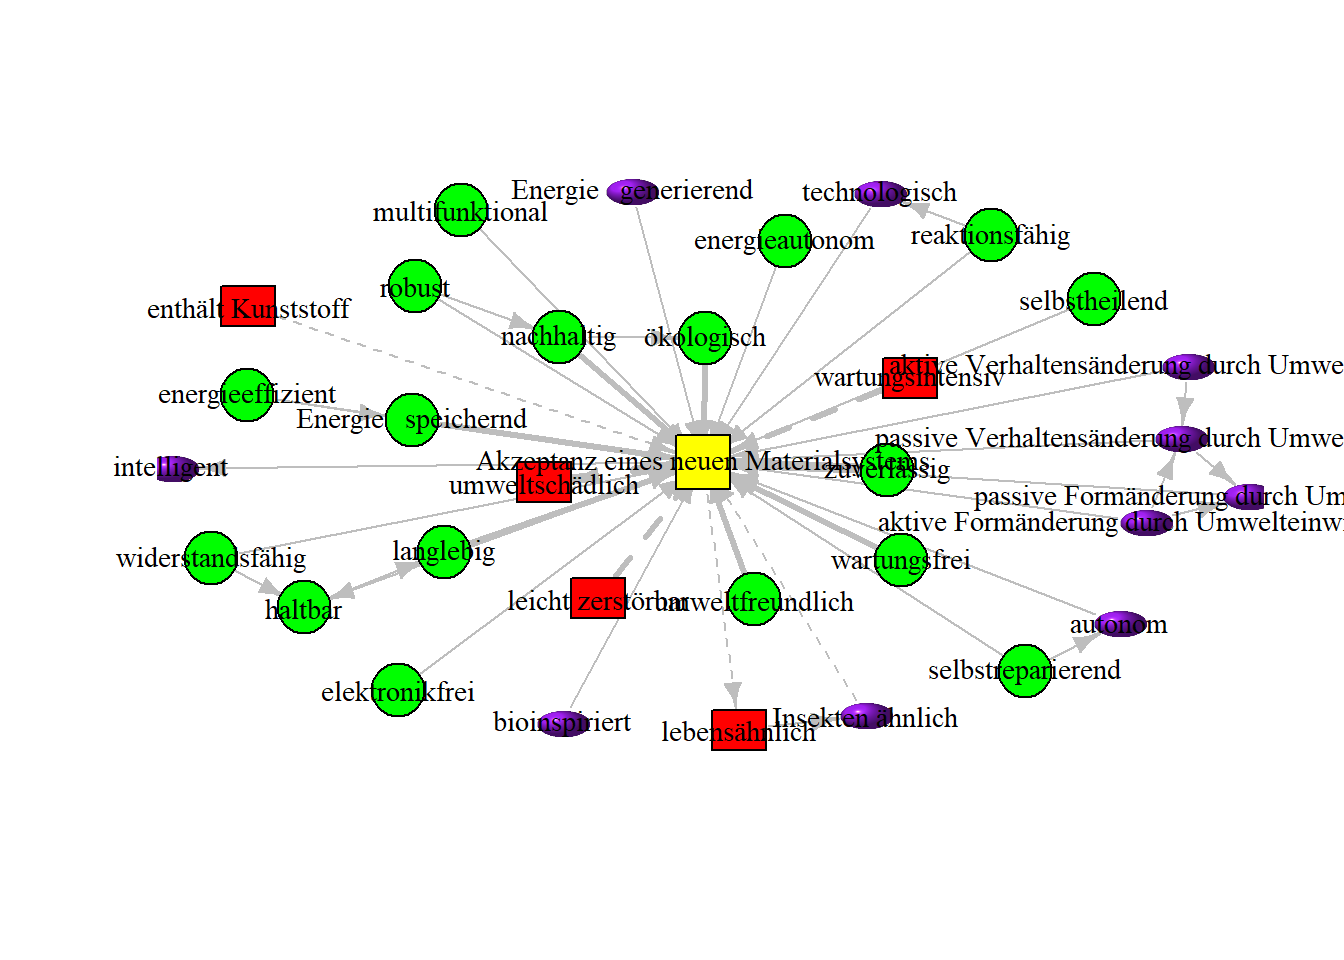 Energie generierend
technologisch
multifunktional
energieautonom
reaktionsfähig
robust
selbstheilend
enthält Kunststoff
nachhaltig
ökologisch
aktive Verhaltensänderung durch Umwe
wartungsintensiv
energieeffizient
Energie speichernd
passive Verhaltensänderung durch Umwe
intelligent
Akzeptanz eines neuen Materialsystems
zuverlässig
umweltschädlich
passive Formänderung durch Um
aktive Formänderung durch Umwelteinwi
widerstandsfähig
langlebig
wartungsfrei
haltbar
leicht zerstörbar
umweltfreundlich
autonom
selbstreparierend
elektronikfrei
bioinspiriert
lebensähnlich
Insekten ähnlich